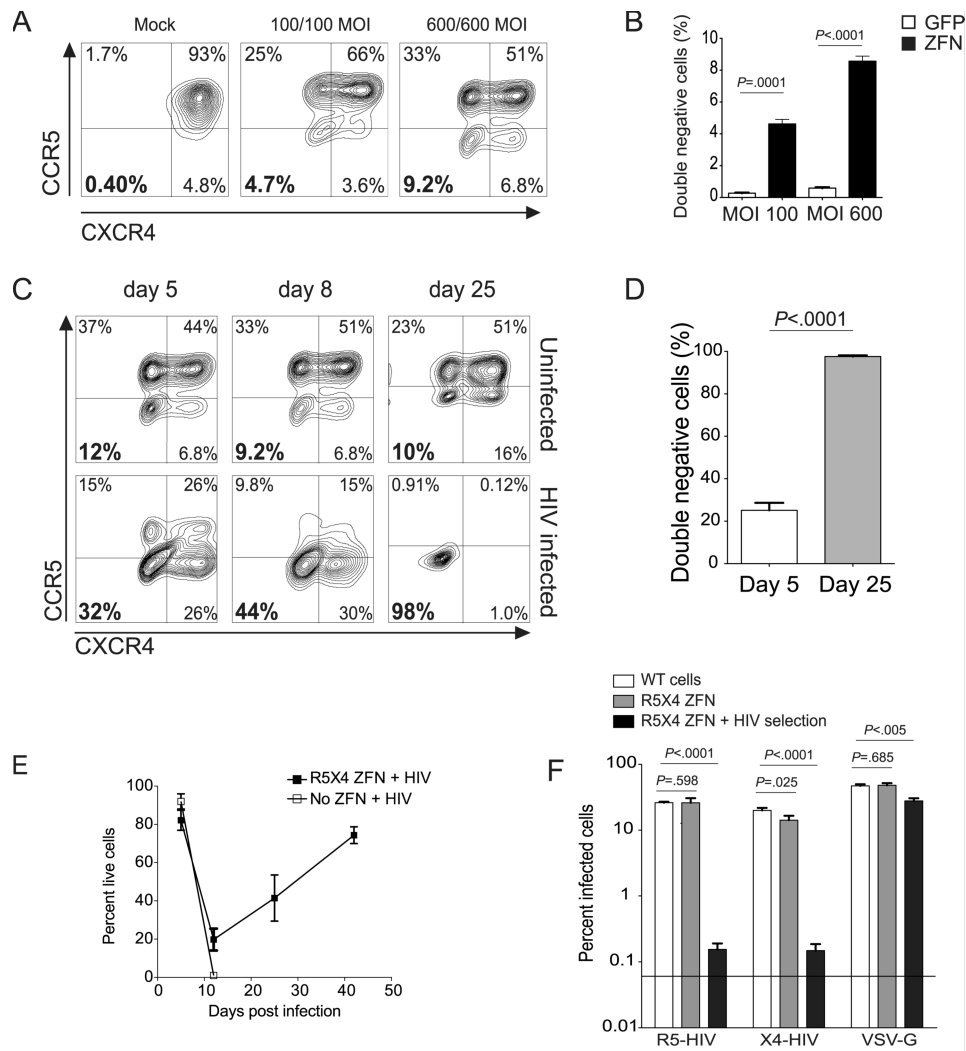 A
Mock
100/100 MOI
600/600 MOI
1.7%
93%
25%
66%
33%
51%
0.40%
4.8%
4.7%
3.6%
9.2%
6.8%
CCR5
CXCR4
B
GFP
ZFN
P<.0001
P=.0001
Double negative cells (%)
10
8
6
4
2
0
MOI 100
MOI 600
C
day 5
day 8
day 25
37%
44%
33%
51%
23%
51%
12%
6.8%
9.2%
6.8%
10%
16%
Uninfected
15%
26%
9.8%
15%
0.91%
0.12%
32%
26%
44%
30%
98%
1.0%
HIV infected
CCR5
CXCR4
D
P<.0001
Double negative cells (%)
100
80
60
40
20
0
Day 5
Day 25
E
R5X4 ZFN + HIV
No ZFN + HIV
Percent live cells
100
80
60
40
20
0
0
10
20
30
40
50
Days post infection
WT cells
R5X4 ZFN
R5X4 ZFN + HIV selection
F
P<.0001
P=.598
P<.0001
P=.025
P<.005
P=.685
Percent infected cells
100
10
1
0.1
0.01
R5-HIV
X4-HIV
VSV-G